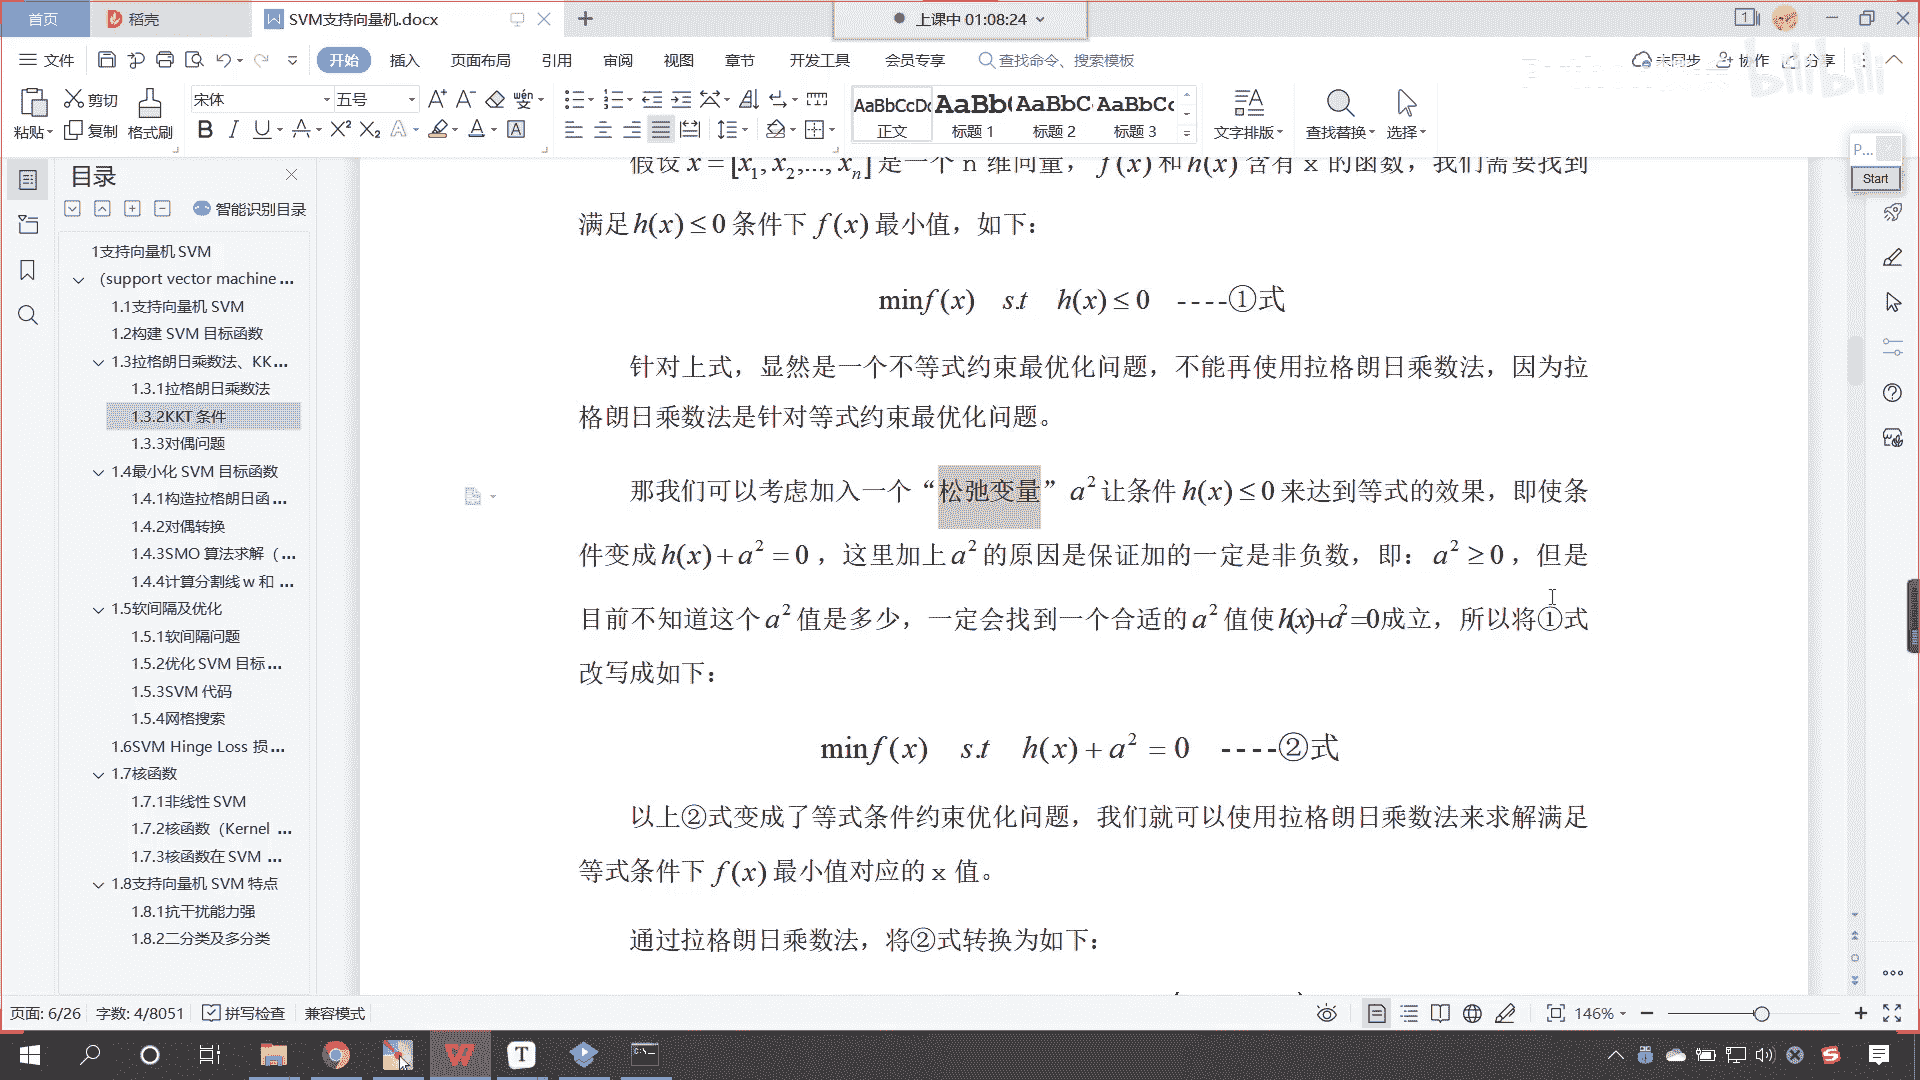 首页
稻壳
SVM支持向量机.docx
上课中 01:08:24
文件
开始
插入
页面布局
引用
审阅
视图
章节
开发工具
会员专享
查找命令、搜索模板
未同步
协作
分享
bilibili
粘贴
剪切
复制
格式刷
宋体
五号
AaBbCcDd
正文
AaBb(
标题 1
AaBbC
标题 2
AaBbCc
标题 3
文字排版
查找替换
选择
P...
Start
目录
智能识别目录
1支持向量机 SVM
（support vector machine ...
1.1支持向量机 SVM
1.2构建 SVM 目标函数
1.3拉格朗日乘数法、KK...
1.3.1拉格朗日乘数法
1.3.2KKT 条件
1.3.3对偶问题
1.4最小化 SVM 目标函数
1.4.1构造拉格朗日函 ...
1.4.2对偶转换
1.4.3SMO 算法求解（ ...
1.4.4计算分割线 w 和 ...
1.5软间隔及优化
1.5.1软间隔问题
1.5.2优化 SVM 目标 ...
1.5.3SVM 代码
1.5.4网格搜索
1.6SVM Hinge Loss 损...
1.7核函数
1.7.1非线性 SVM
1.7.2核函数（Kernel ...
1.7.3核函数在 SVM ...
1.8支持向量机 SVM 特点
1.8.1抗干扰能力强
1.8.2二分类及多分类
假设 x = [x₁, x₂,..., xₙ] 是一个 n 维向量， f (x) 和 h(x) 含有 x 的函数，我们需要找到
满足 h(x) ≤ 0 条件下 f (x) 最小值，如下：
min f (x) s.t h(x) ≤ 0 ----①式
针对上式，显然是一个不等式约束最优化问题，不能再使用拉格朗日乘数法，因为拉
格朗日乘数法是针对等式约束最优化问题。
那我们可以考虑加入一个“松弛变量” a² 让条件 h(x) ≤ 0 来达到等式的效果，即使条
件变成 h(x) + a² = 0 ，这里加上 a² 的原因是保证加的一定是非负数，即： a² ≥ 0 ，但是
目前不知道这个 a² 值是多少，一定会找到一个合适的 a² 值使 h(x)+a²=0 成立，所以将①式
改写成如下：
min f (x) s.t h(x) + a² = 0 ----②式
以上②式变成了等式条件约束优化问题，我们就可以使用拉格朗日乘数法来求解满足
等式条件下 f (x) 最小值对应的 x 值。
通过拉格朗日乘数法，将②式转换为如下：
页面: 6/26
字数: 4/8051
拼写检查
兼容模式
146%